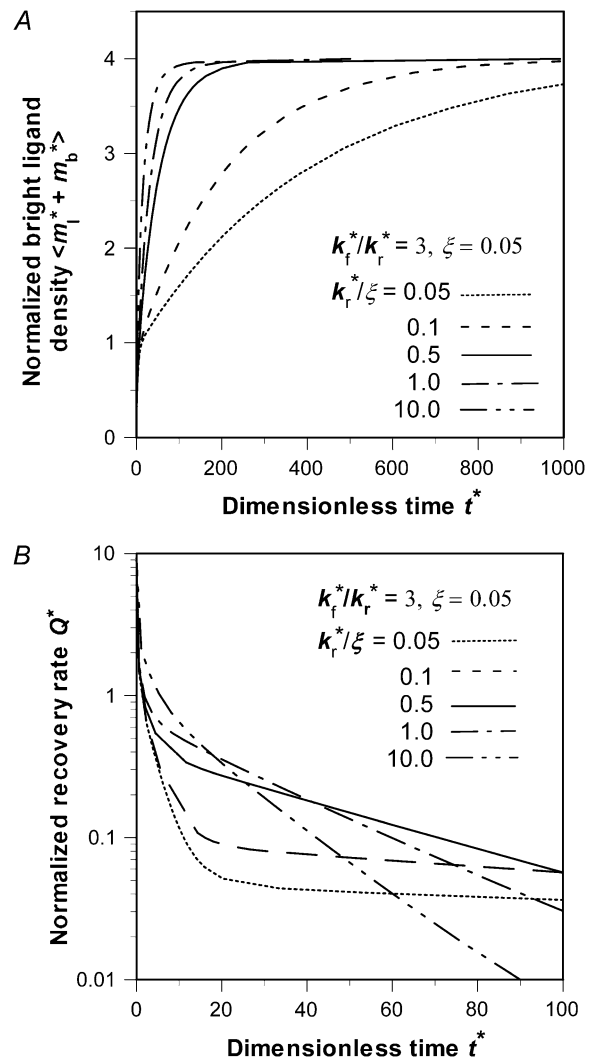 A
Normalized bright ligand
density <m_l* + m_b*>
4
3
2
1
0
k_f*/k_r* = 3, ξ = 0.05
k_r*/ξ = 0.05
0.1
0.5
1.0
10.0
0 200 400 600 800 1000
Dimensionless time t*
B
Normalized recovery rate Q*
10
1
0.1
0.01
k_f*/k_r* = 3, ξ = 0.05
k_r*/ξ = 0.05
0.1
0.5
1.0
10.0
0 20 40 60 80 100
Dimensionless time t*